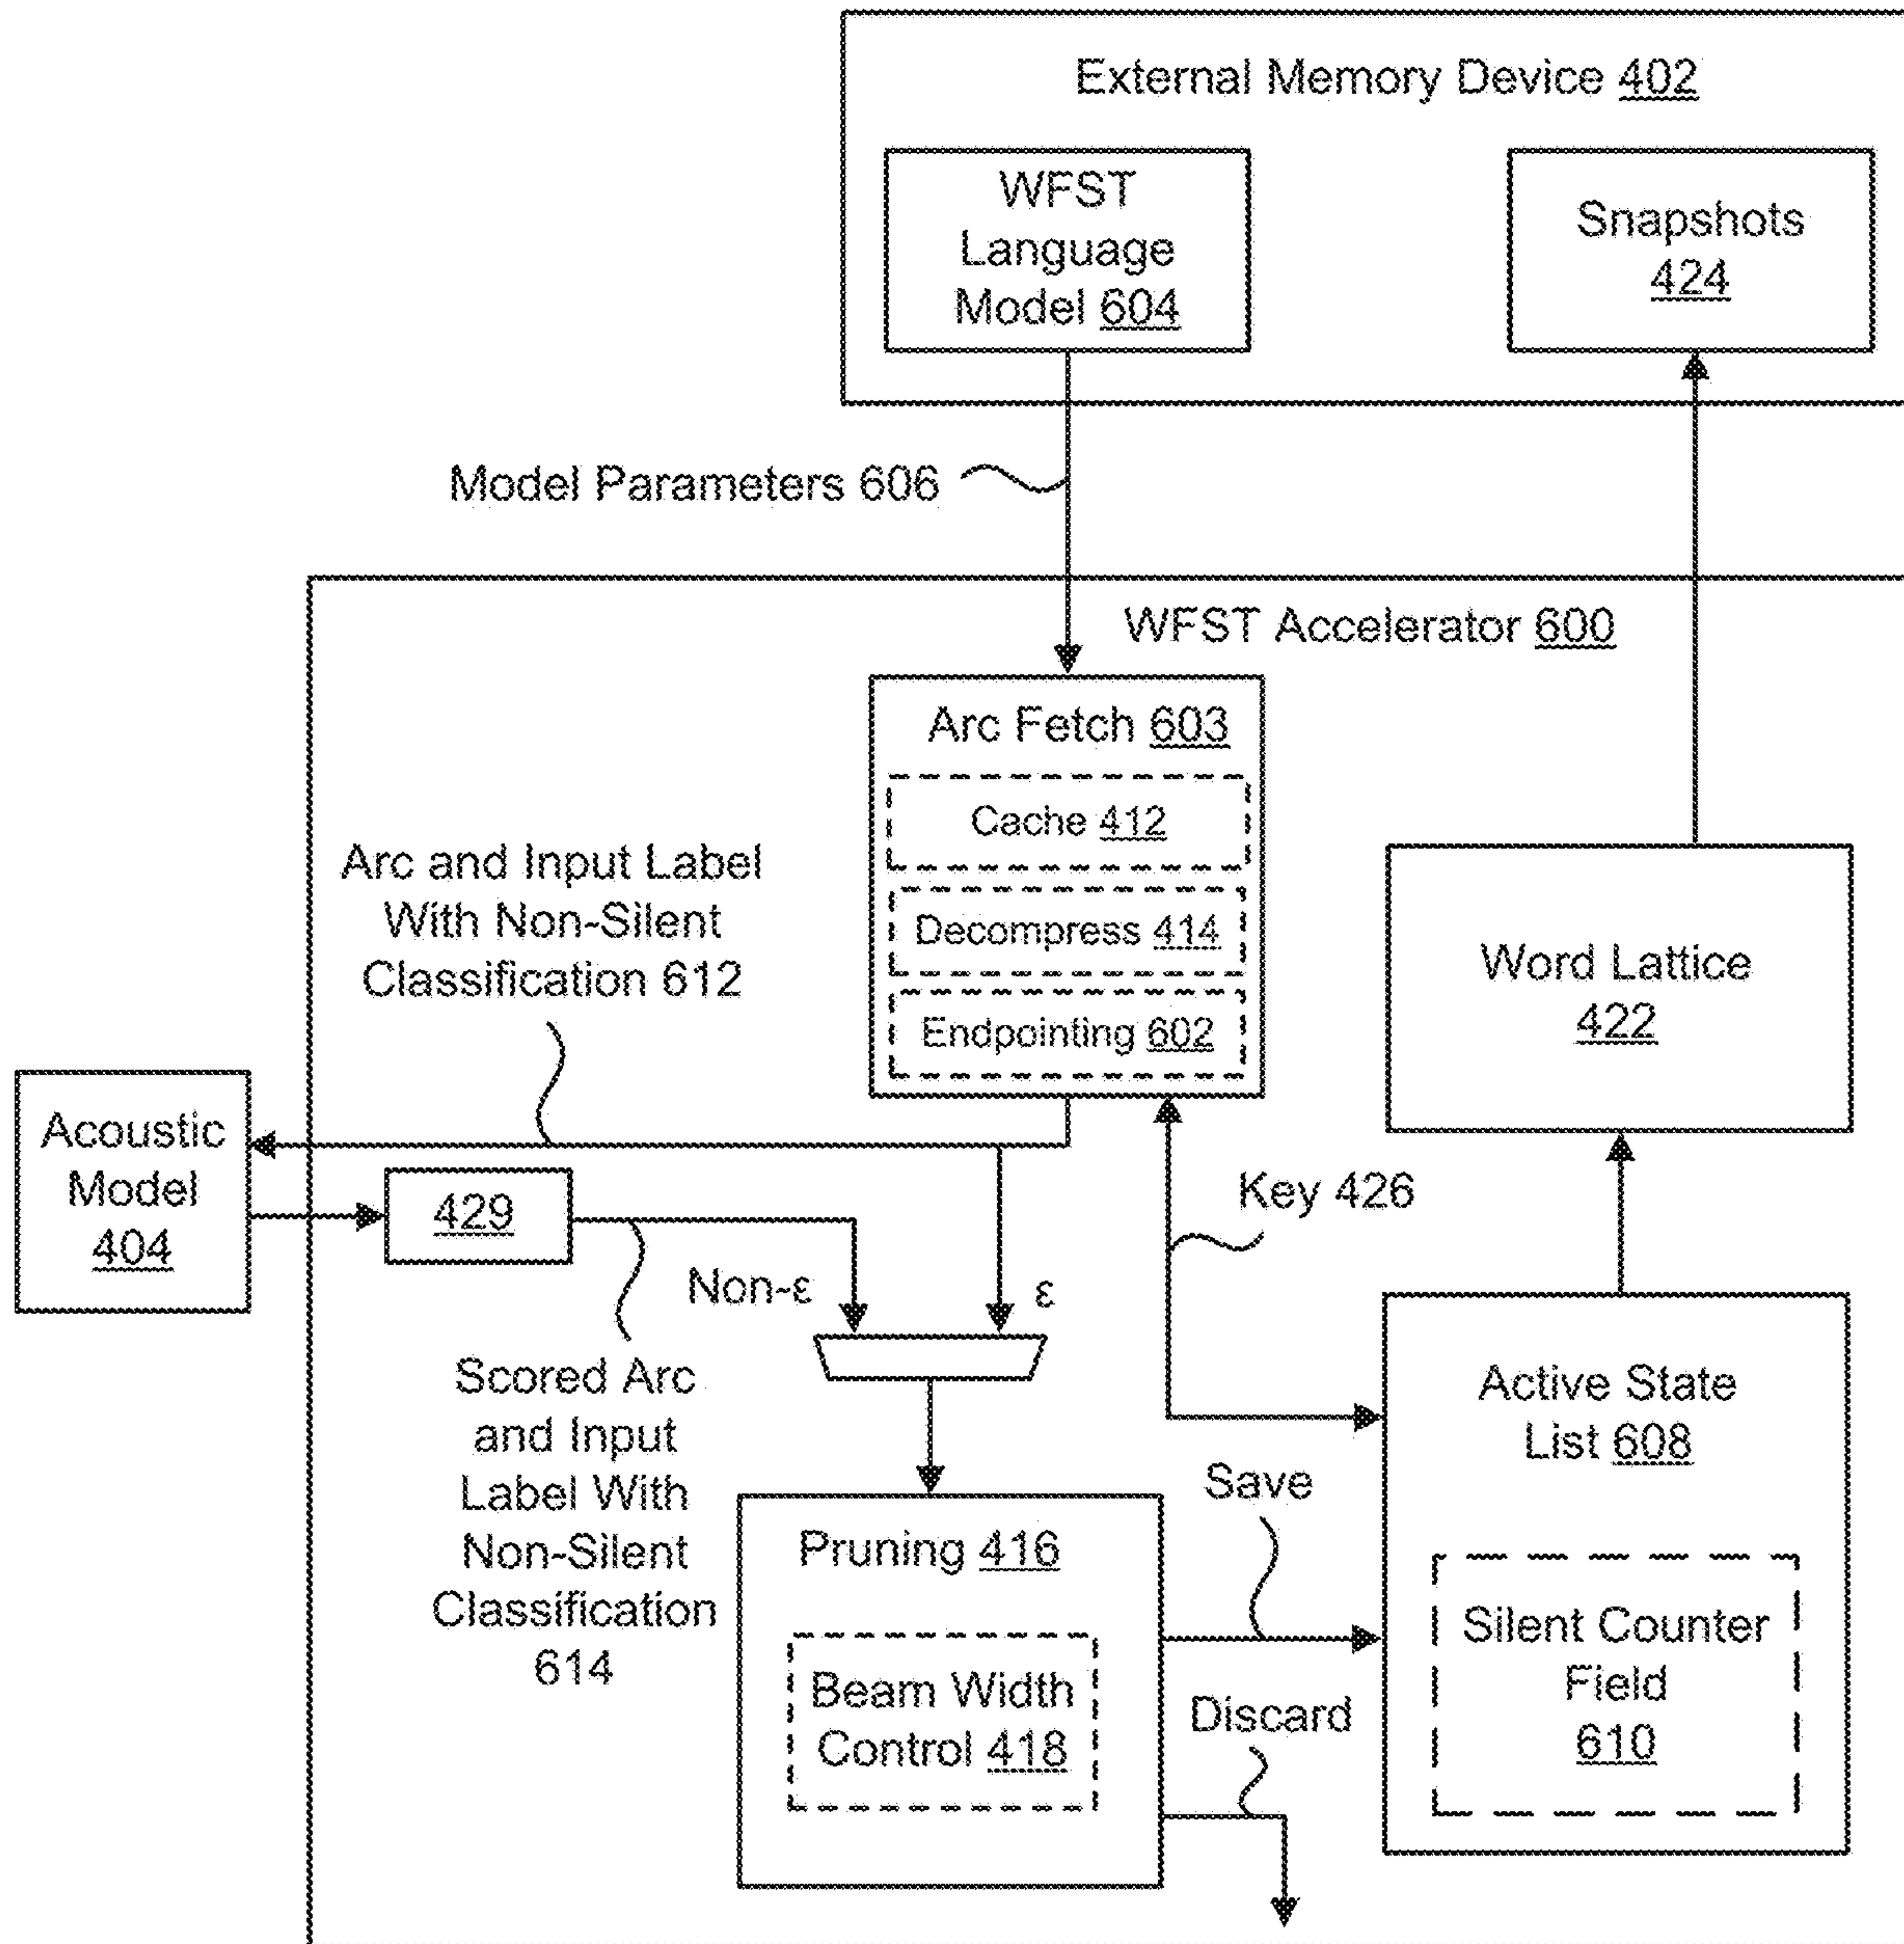 External Memory Device 402
WFST
Language
Model 604
Snapshots
424
Model Parameters 606
WFST Accelerator 600
Arc Fetch 603
Cache 412
Decompress 414
Endpointing 602
Arc and Input Label
With Non-Silent
Classification 612
Word Lattice
422
Acoustic
Model
404
429
Key 426
Non-ε
ε
Scored Arc
and Input
Label With
Non-Silent
Classification
614
Active State
List 608
Save
Pruning 416
Silent Counter
Field
610
Beam Width
Control 418
Discard